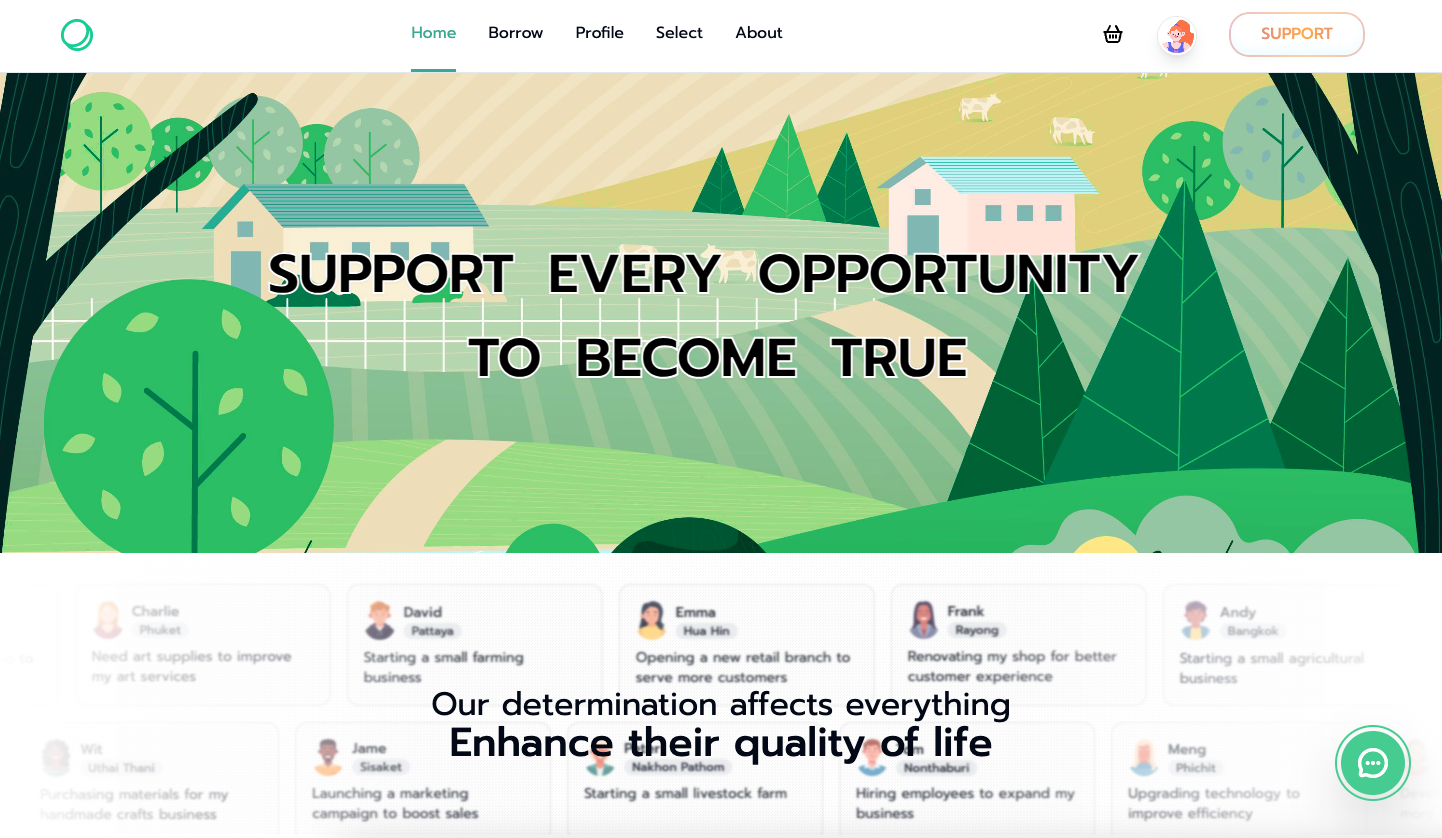 Home Borrow Profile Select About SUPPORT
SUPPORT EVERY OPPORTUNITY
TO BECOME TRUE
Charlie
Phuket
Need art supplies to improve
my art services
David
Pattaya
Starting a small farming
business
Emma
Hua Hin
Opening a new retail branch to
serve more customers
Frank
Rayong
Renovating my shop for better
customer experience
Andy
Bangkok
Starting a small agricultural
business
Our determination affects everything
Enhance their quality of life
Wit
Uthai Thani
Purchasing materials for my
handmade crafts business
Jame
Sisaket
Launching a marketing
campaign to boost sales
Nakhon Pathom
Starting a small livestock farm
Nonthaburi
Hiring employees to expand my
business
Meng
Phichit
Upgrading technology to
improve efficiency